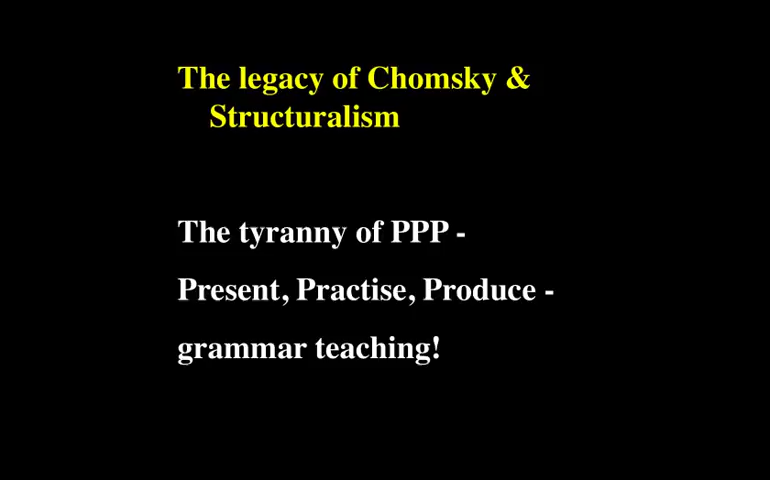 The legacy of Chomsky &
Structuralism
The tyranny of PPP -
Present, Practise, Produce -
grammar teaching!